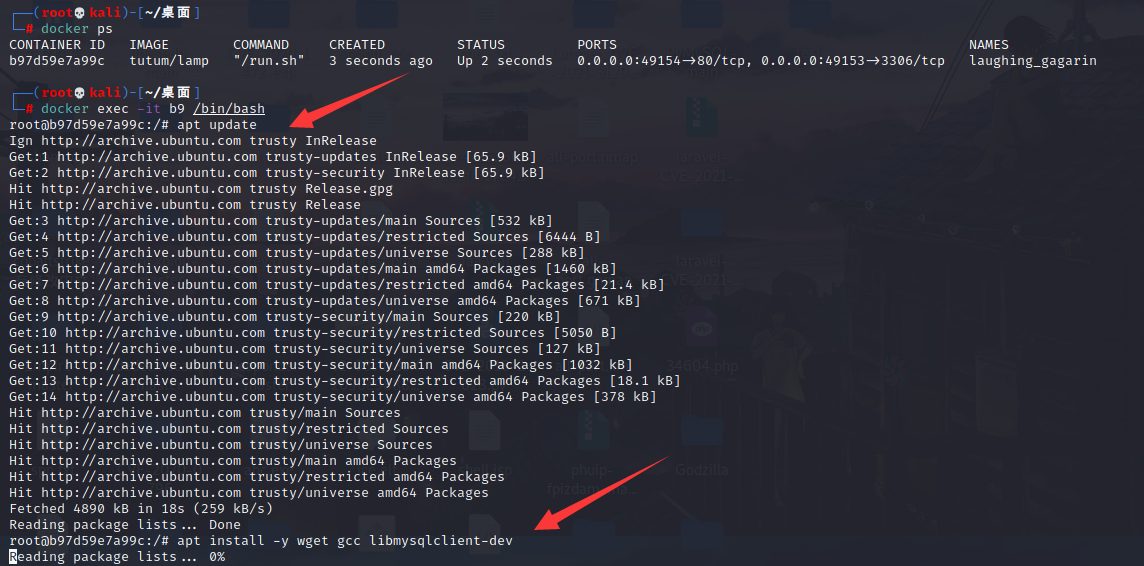 ┌──(root💀kali)-[~/桌面]
└─# docker ps
CONTAINER ID   IMAGE        COMMAND     CREATED         STATUS        PORTS                                          NAMES
b97d59e7a99c   tutum/lamp   "/run.sh"   3 seconds ago   Up 2 seconds   0.0.0.0:49154→80/tcp, 0.0.0.0:49153→3306/tcp   laughing_gagarin
┌──(root💀kali)-[~/桌面]
└─# docker exec -it b9 /bin/bash
root@b97d59e7a99c:/# apt update
Ign http://archive.ubuntu.com trusty InRelease
Get:1 http://archive.ubuntu.com trusty-updates InRelease [65.9 kB]
Get:2 http://archive.ubuntu.com trusty-security InRelease [65.9 kB]
Hit http://archive.ubuntu.com trusty Release.gpg
Hit http://archive.ubuntu.com trusty Release
Get:3 http://archive.ubuntu.com trusty-updates/main Sources [532 kB]
Get:4 http://archive.ubuntu.com trusty-updates/restricted Sources [6444 B]
Get:5 http://archive.ubuntu.com trusty-updates/universe Sources [288 kB]
Get:6 http://archive.ubuntu.com trusty-updates/main amd64 Packages [1460 kB]
Get:7 http://archive.ubuntu.com trusty-updates/restricted amd64 Packages [21.4 kB]
Get:8 http://archive.ubuntu.com trusty-updates/universe amd64 Packages [671 kB]
Get:9 http://archive.ubuntu.com trusty-security/main Sources [220 kB]
Get:10 http://archive.ubuntu.com trusty-security/restricted Sources [5050 B]
Get:11 http://archive.ubuntu.com trusty-security/universe Sources [127 kB]
Get:12 http://archive.ubuntu.com trusty-security/main amd64 Packages [1032 kB]
Get:13 http://archive.ubuntu.com trusty-security/restricted amd64 Packages [18.1 kB]
Get:14 http://archive.ubuntu.com trusty-security/universe amd64 Packages [378 kB]
Hit http://archive.ubuntu.com trusty/main Sources
Hit http://archive.ubuntu.com trusty/restricted Sources
Hit http://archive.ubuntu.com trusty/universe Sources
Hit http://archive.ubuntu.com trusty/main amd64 Packages
Hit http://archive.ubuntu.com trusty/restricted amd64 Packages
Hit http://archive.ubuntu.com trusty/universe amd64 Packages
Fetched 4890 kB in 18s (259 kB/s)
Reading package lists... Done
root@b97d59e7a99c:/# apt install -y wget gcc libmysqlclient-dev
Reading package lists... 0%
34604.php
Godzilla